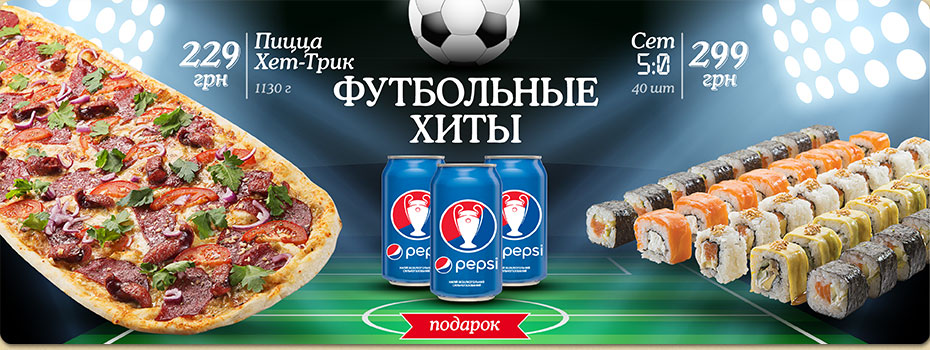 229
грн
Пицца
Хет-Трик
1130 г
ФУТБОЛЬНЫЕ
ХИТЫ
Сет
5:0
40 шт
299
грн
pepsi
pepsi
pepsi
подарок